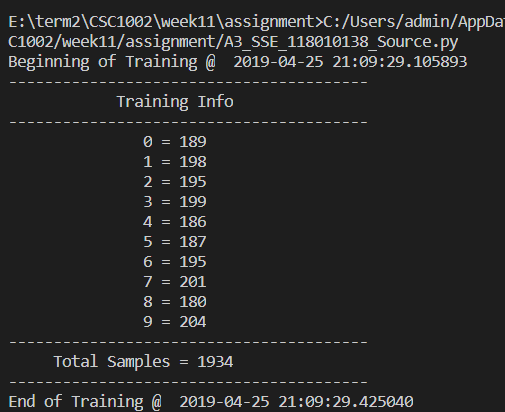 E:\term2\CSC1002\week11\assignment>C:/Users/admin/AppDa
C1002/week11/assignment/A3_SSE_118010138_Source.py
Beginning of Training @  2019-04-25 21:09:29.105893
----------------------------------------
Training Info
----------------------------------------
0 = 189
1 = 198
2 = 195
3 = 199
4 = 186
5 = 187
6 = 195
7 = 201
8 = 180
9 = 204
----------------------------------------
Total Samples = 1934
----------------------------------------
End of Training @  2019-04-25 21:09:29.425040